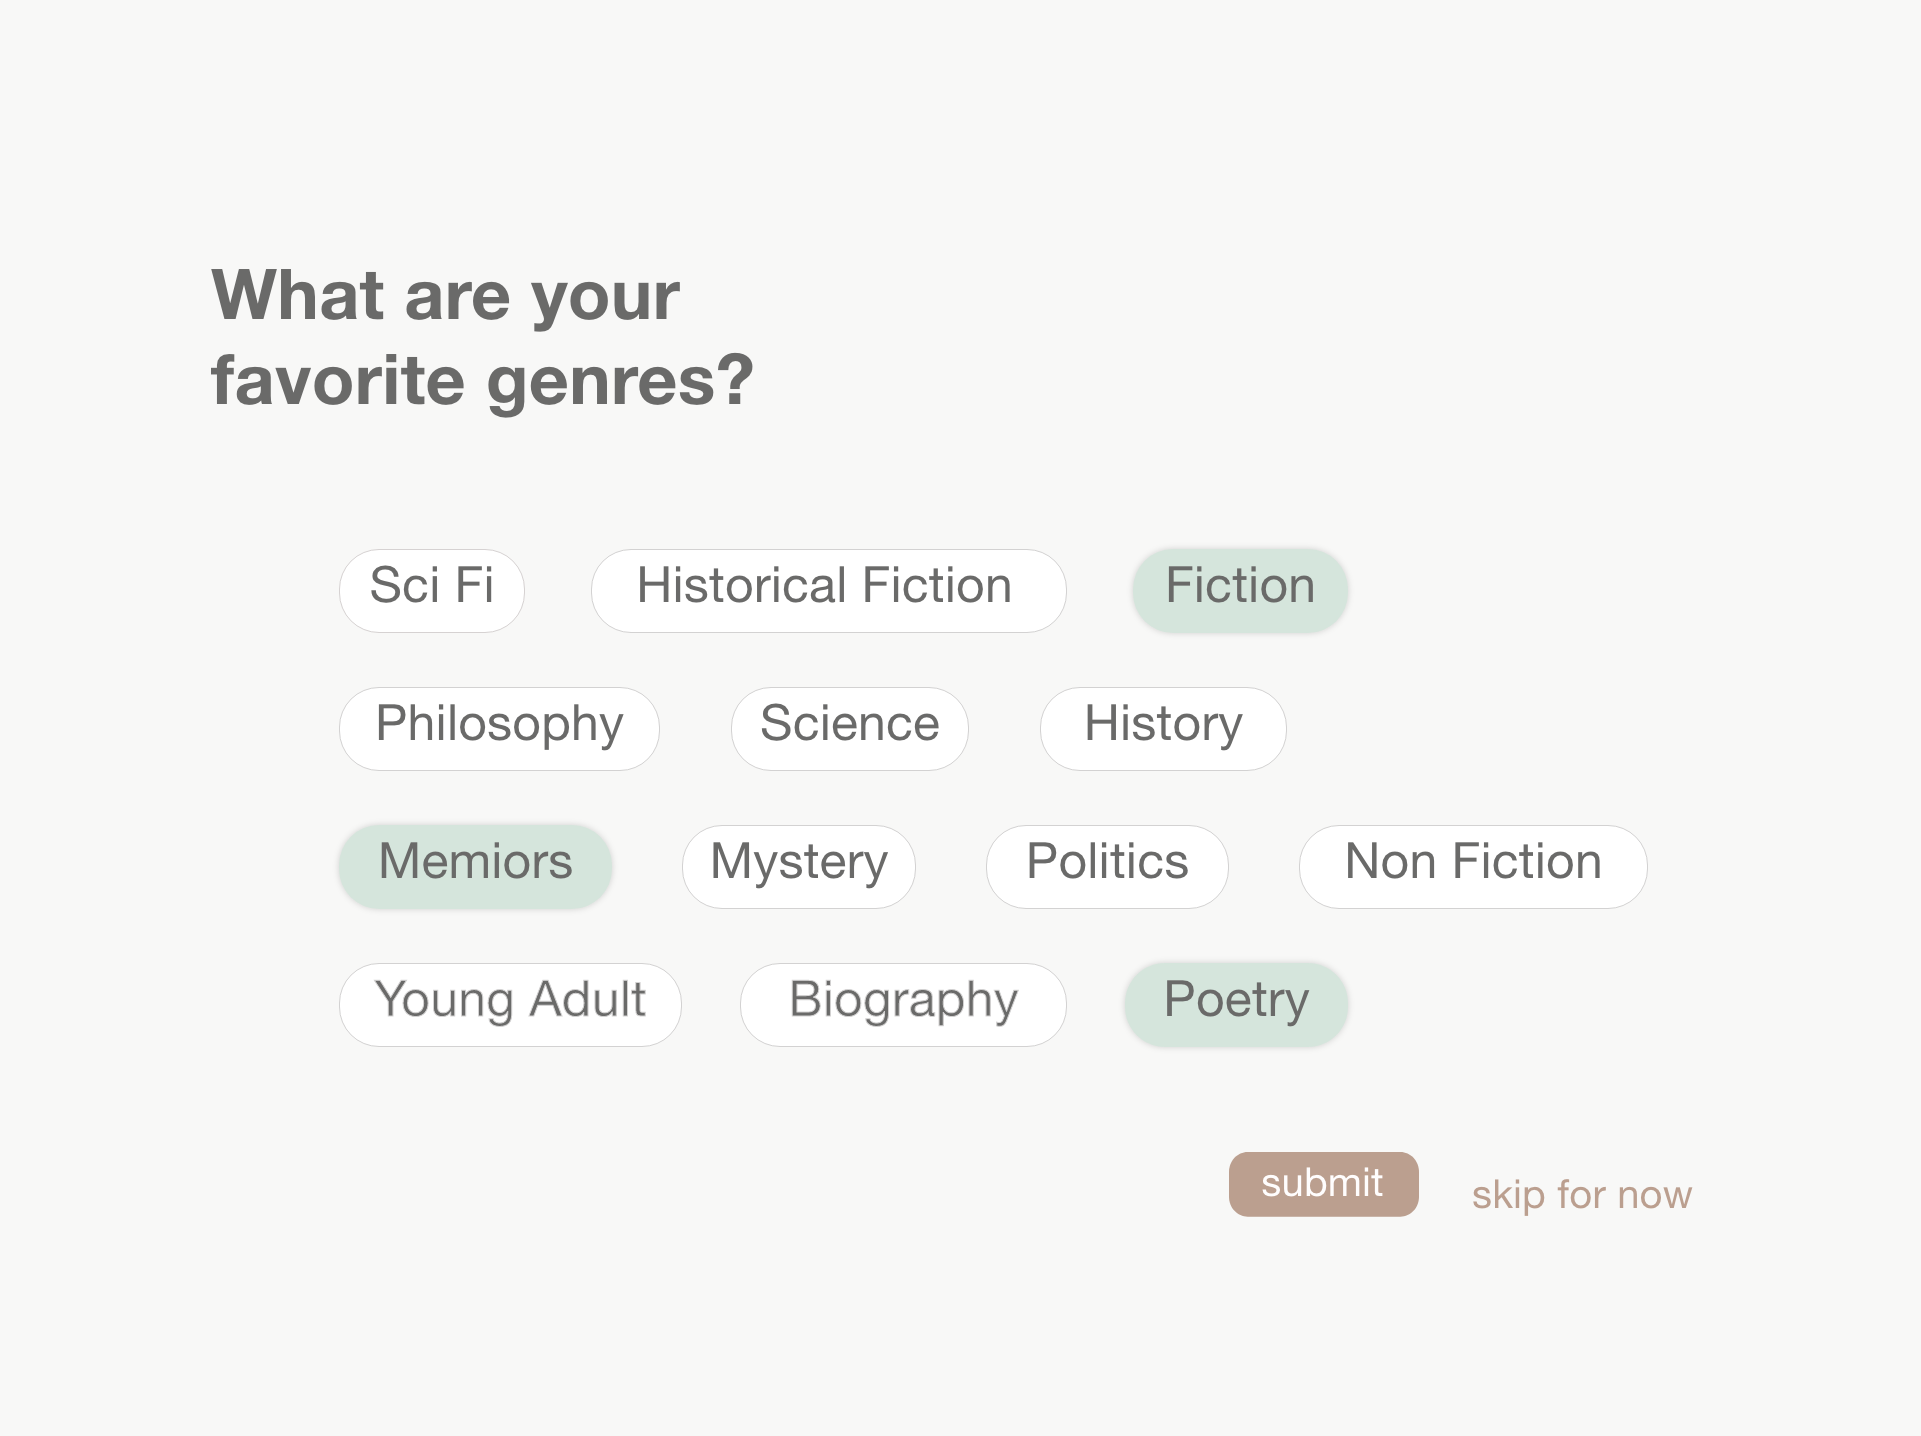 What are your
favorite genres?
Sci Fi Historical Fiction Fiction
Philosophy Science History
Memiors Mystery Politics Non Fiction
Young Adult Biography Poetry
submit skip for now